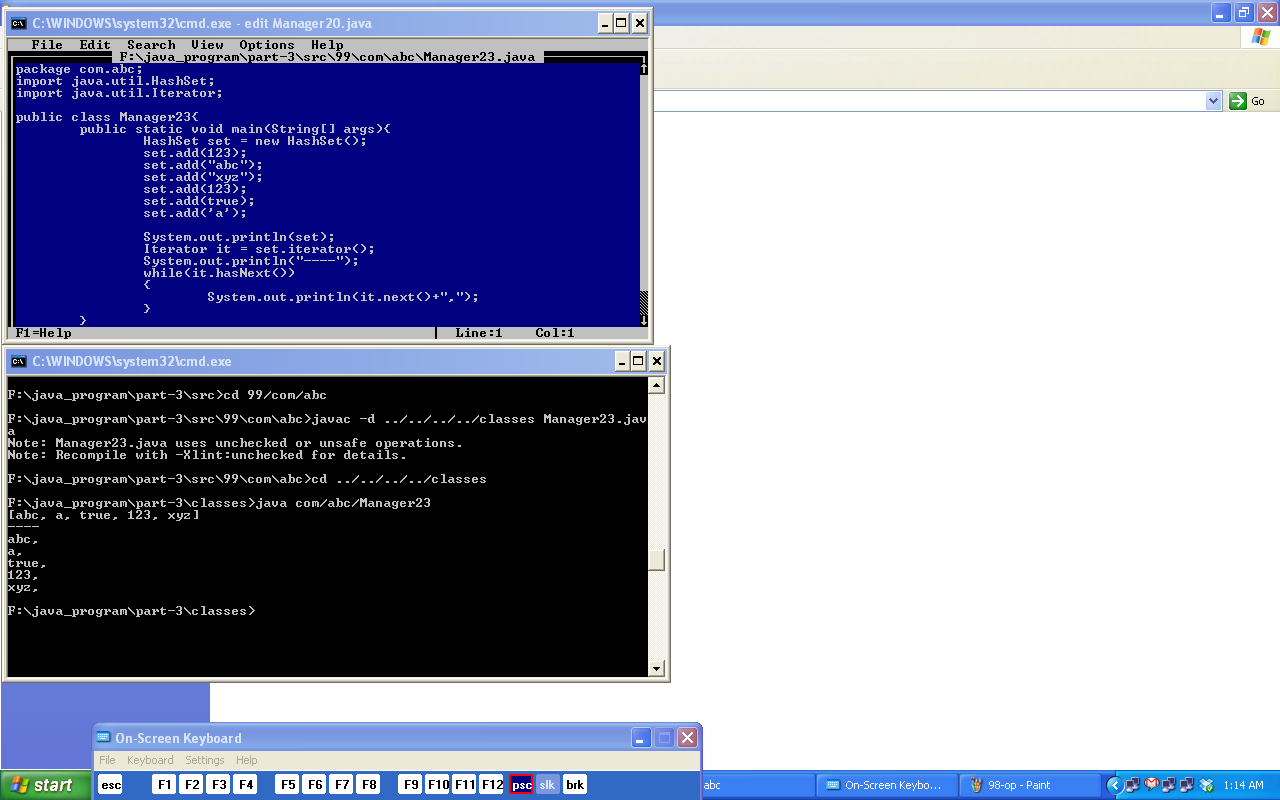 C:\WINDOWS\system32\cmd.exe - edit Manager20.java
File Edit Search View Options Help
F:\java_program\part-3\src\99\com\abc\Manager23.java
package com.abc;
import java.util.HashSet;
import java.util.Iterator;
public class Manager23{
public static void main(String[] args){
HashSet set = new HashSet();
set.add(123);
set.add("abc");
set.add("xyz");
set.add(123);
set.add(true);
set.add('a');
System.out.println(set);
Iterator it = set.iterator();
System.out.println("----");
while(it.hasNext())
{
System.out.println(it.next()+",");
}
}
F1=Help Line:1 Col:1
Go
C:\WINDOWS\system32\cmd.exe
F:\java_program\part-3\src>cd 99/com/abc
F:\java_program\part-3\src\99\com\abc>javac -d ../../../../classes Manager23.jav
a
Note: Manager23.java uses unchecked or unsafe operations.
Note: Recompile with -Xlint:unchecked for details.
F:\java_program\part-3\src\99\com\abc>cd ../../../../classes
F:\java_program\part-3\classes>java com/abc/Manager23
[abc, a, true, 123, xyz]
----
abc,
a,
true,
123,
xyz,
F:\java_program\part-3\classes>
On-Screen Keyboard
File Keyboard Settings Help
esc F1 F2 F3 F4 F5 F6 F7 F8 F9 F10 F11 F12 psc slk brk
start abc On-Screen Keybo... 98-op - Paint 1:14 AM